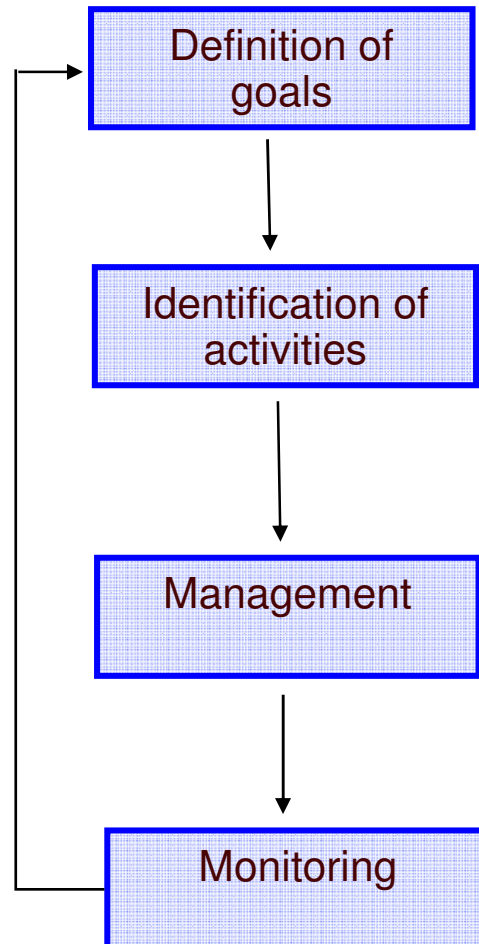 Definition of
goals
Identification of
activities
Management
Monitoring